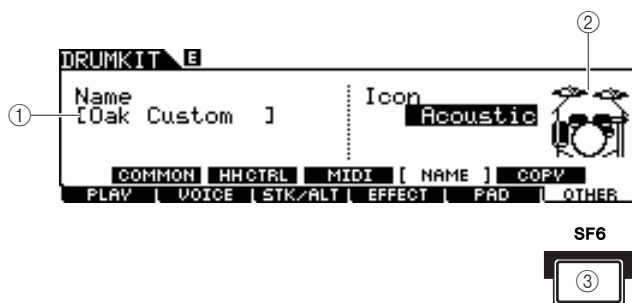 ②
DRUMKIT E
Name
Icon
① [Oak Custom ]
Acoustic
COMMON HHCTRL MIDI [ NAME ] COPY
PLAY VOICE STK/ALT EFFECT PAD OTHER
SF6
③